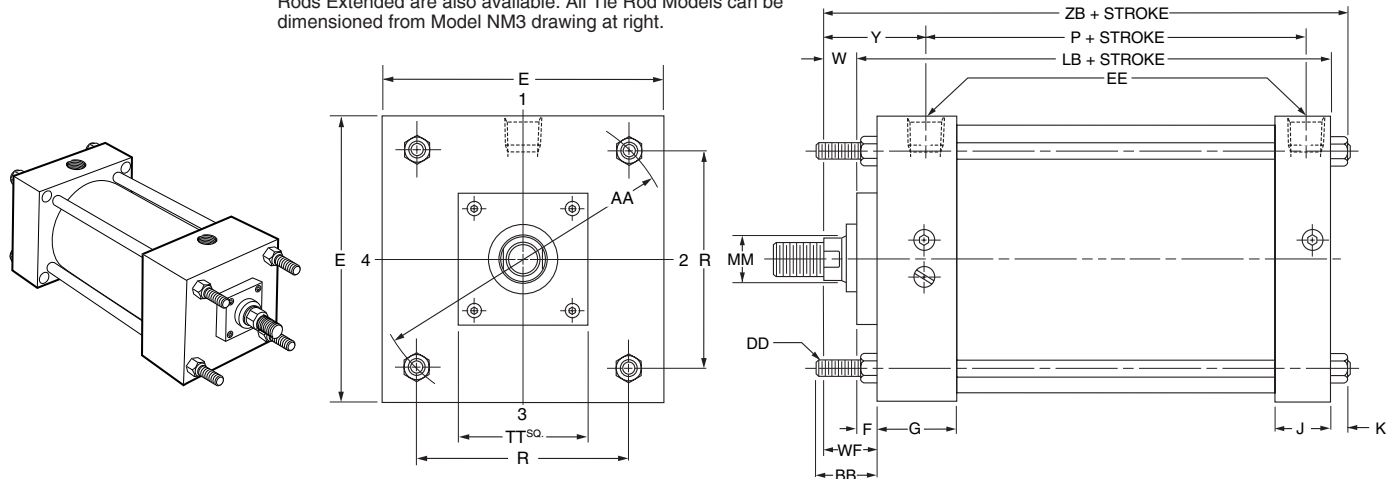 Rods Extended are also available. All Tie Rod Models can be
dimensioned from Model NM3 drawing at right.
ZB + STROKE
Y
P + STROKE
W
LB + STROKE
EE
E
1
AA
E
4
2
R
MM
DD
3
TT SQ.
R
F
G
J
K
WF
BB